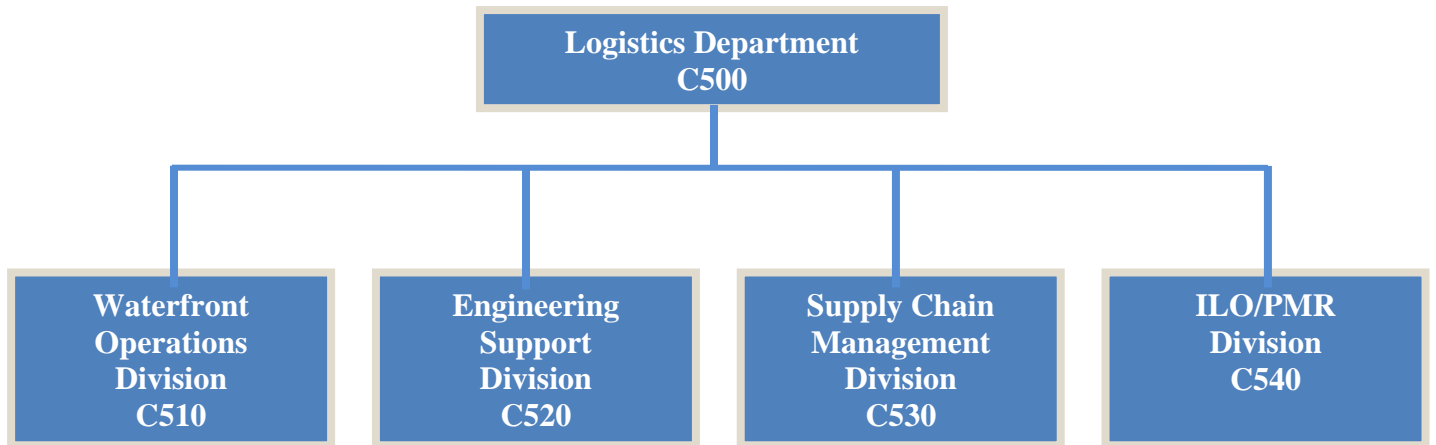 Logistics Department
C500
Waterfront
Operations
Division
C510
Engineering
Support
Division
C520
Supply Chain
Management
Division
C530
ILO/PMR
Division
C540